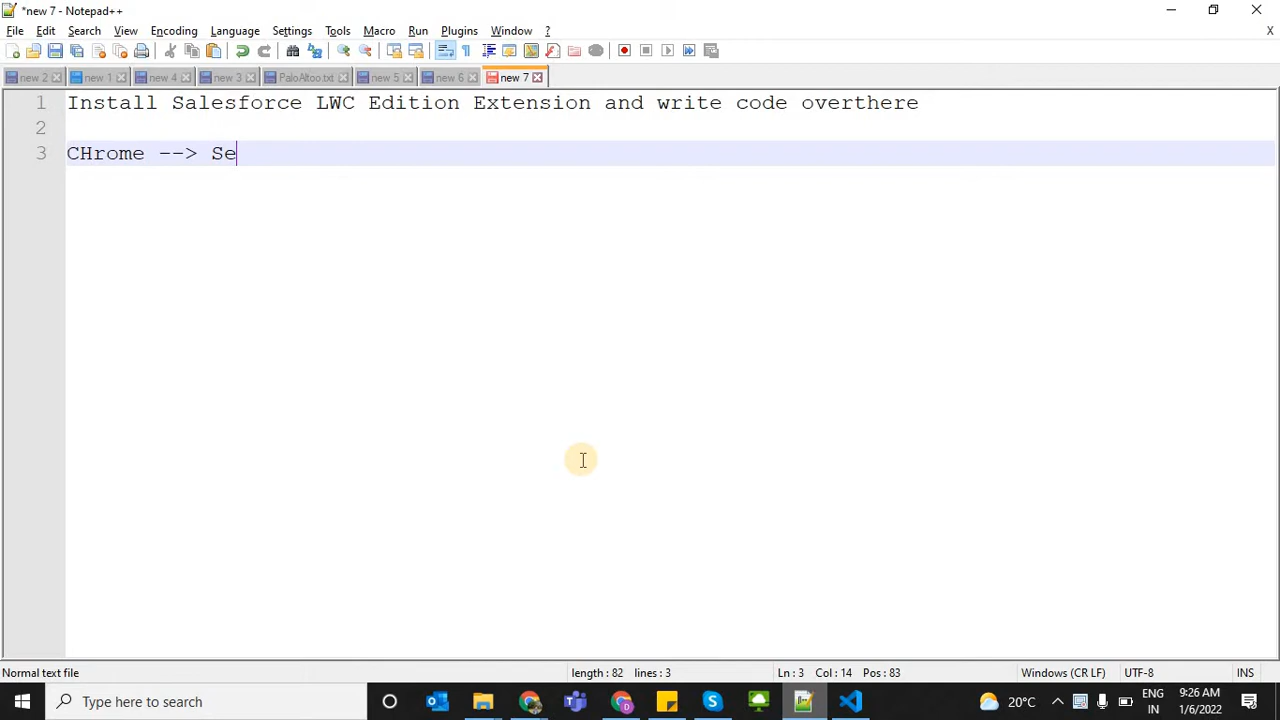 *new 7 - Notepad++
File Edit Search View Encoding Language Settings Tools Macro Run Plugins Window ?
X
new 2 new 1 new 4 new 3 PaloAltoo.txt new 5 new 6 new 7
1 Install Salesforce LWC Edition Extension and write code overthere
2
3 CHrome --> Se
Normal text file length : 82 lines : 3 Ln : 3 Col : 14 Pos : 83 Windows (CR LF) UTF-8 INS
Type here to search 20°C ENG 9:26 AM
IN 1/6/2022